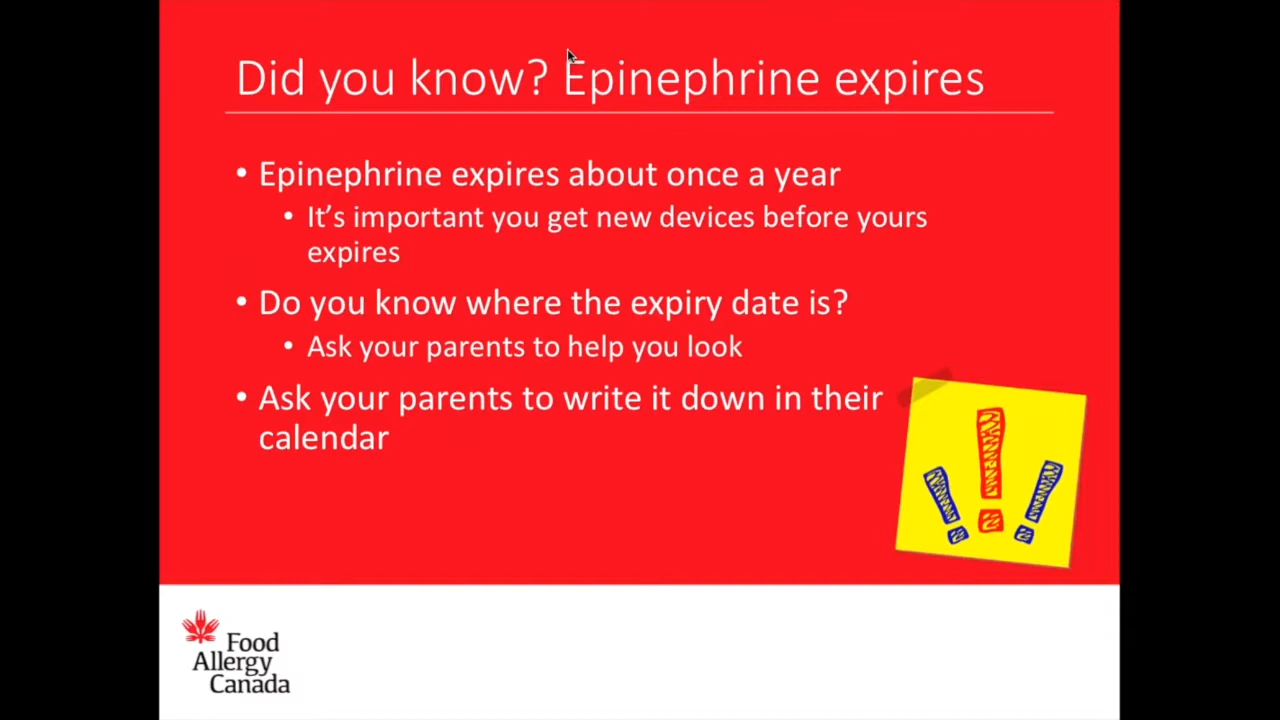 Did you know? Epinephrine expires
• Epinephrine expires about once a year
• It’s important you get new devices before yours
expires
• Do you know where the expiry date is?
• Ask your parents to help you look
• Ask your parents to write it down in their
calendar
Food
Allergy
Canada